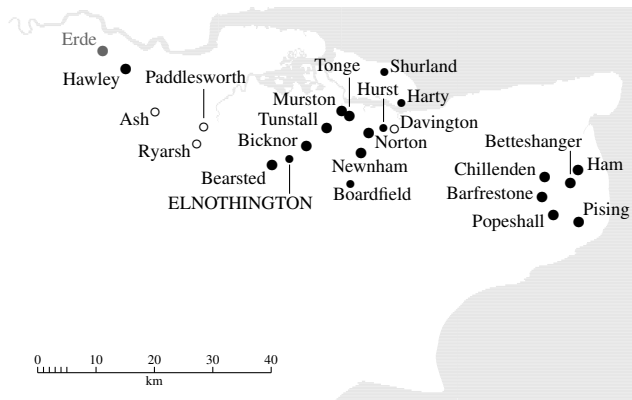 Erde
Hawley
Paddlesworth
Tonge
Shurland
Hurst
Murston
Harty
Ash
Tunstall
Davington
Ryarsh
Bicknor
Norton
Betteshanger
Newnham
Chillenden
Ham
Bearsted
Boardfield
Barfrestone
ELNOTHINGTON
Popeshall
Pising
0 10 20 30 40
km